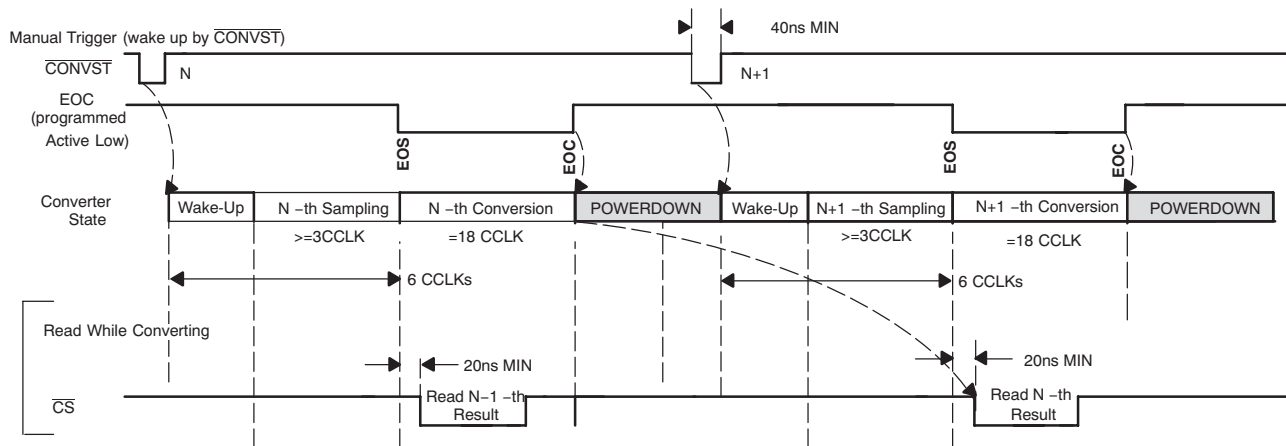 40ns MIN
Manual Trigger (wake up by CONVST)
CONVST
N
N+1
EOC
(programmed
Active Low)
EOS
EOC
EOS
EOC
Converter
State
Wake-Up
N −th Sampling
N −th Conversion
POWERDOWN
Wake-Up
N+1 −th Sampling
N+1 −th Conversion
POWERDOWN
>=3CCLK
=18 CCLK
>=3CCLK
=18 CCLK
6 CCLKs
6 CCLKs
Read While Converting
20ns MIN
20ns MIN
CS
Read N−1 −th
Result
Read N −th
Result